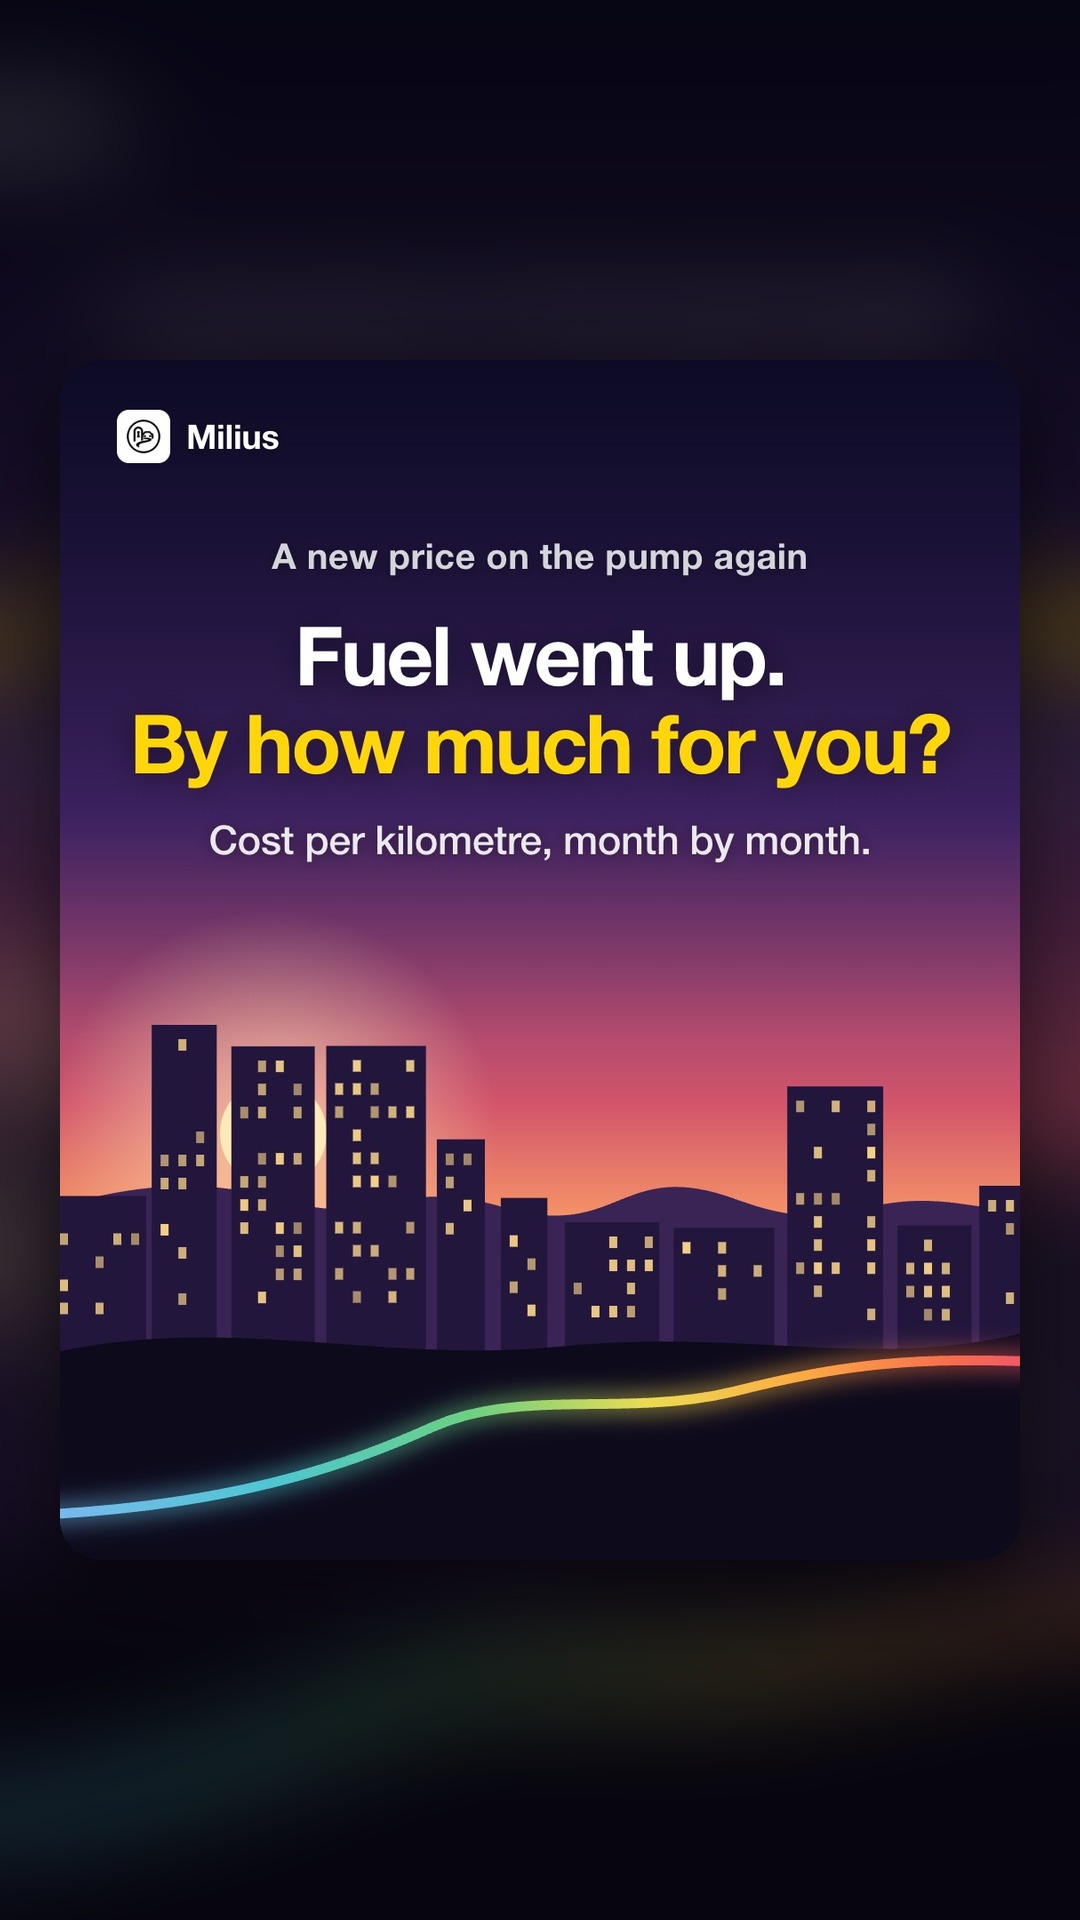 Milius
A new price on the pump again
Fuel went up.
By how much for you?
Cost per kilometre, month by month.